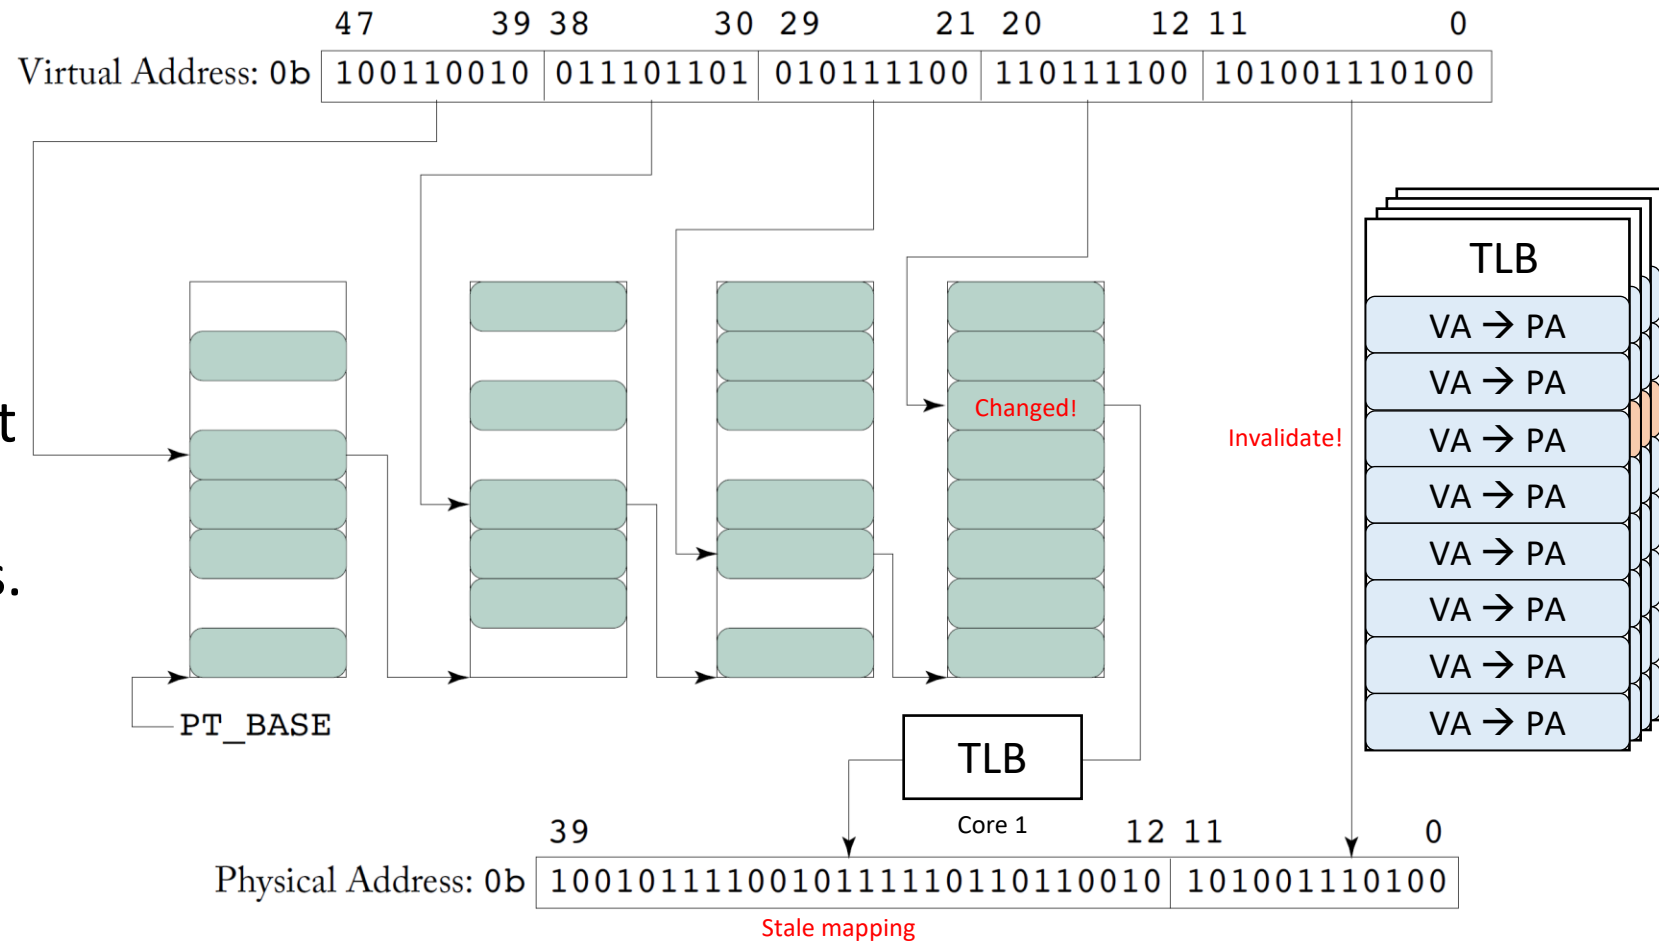 47 39 38 30 29 21 20 12 11 0
Virtual Address: 0b 100110010 011101101 010111100 110111100 101001110100
TLB
VA → PA
VA → PA
Changed!
t
Invalidate!
VA → PA
VA → PA
VA → PA
s.
VA → PA
VA → PA
VA → PA
PT_BASE
TLB
Core 1
39 12 11 0
Physical Address: 0b 1001011110010111110110110010 101001110100
Stale mapping